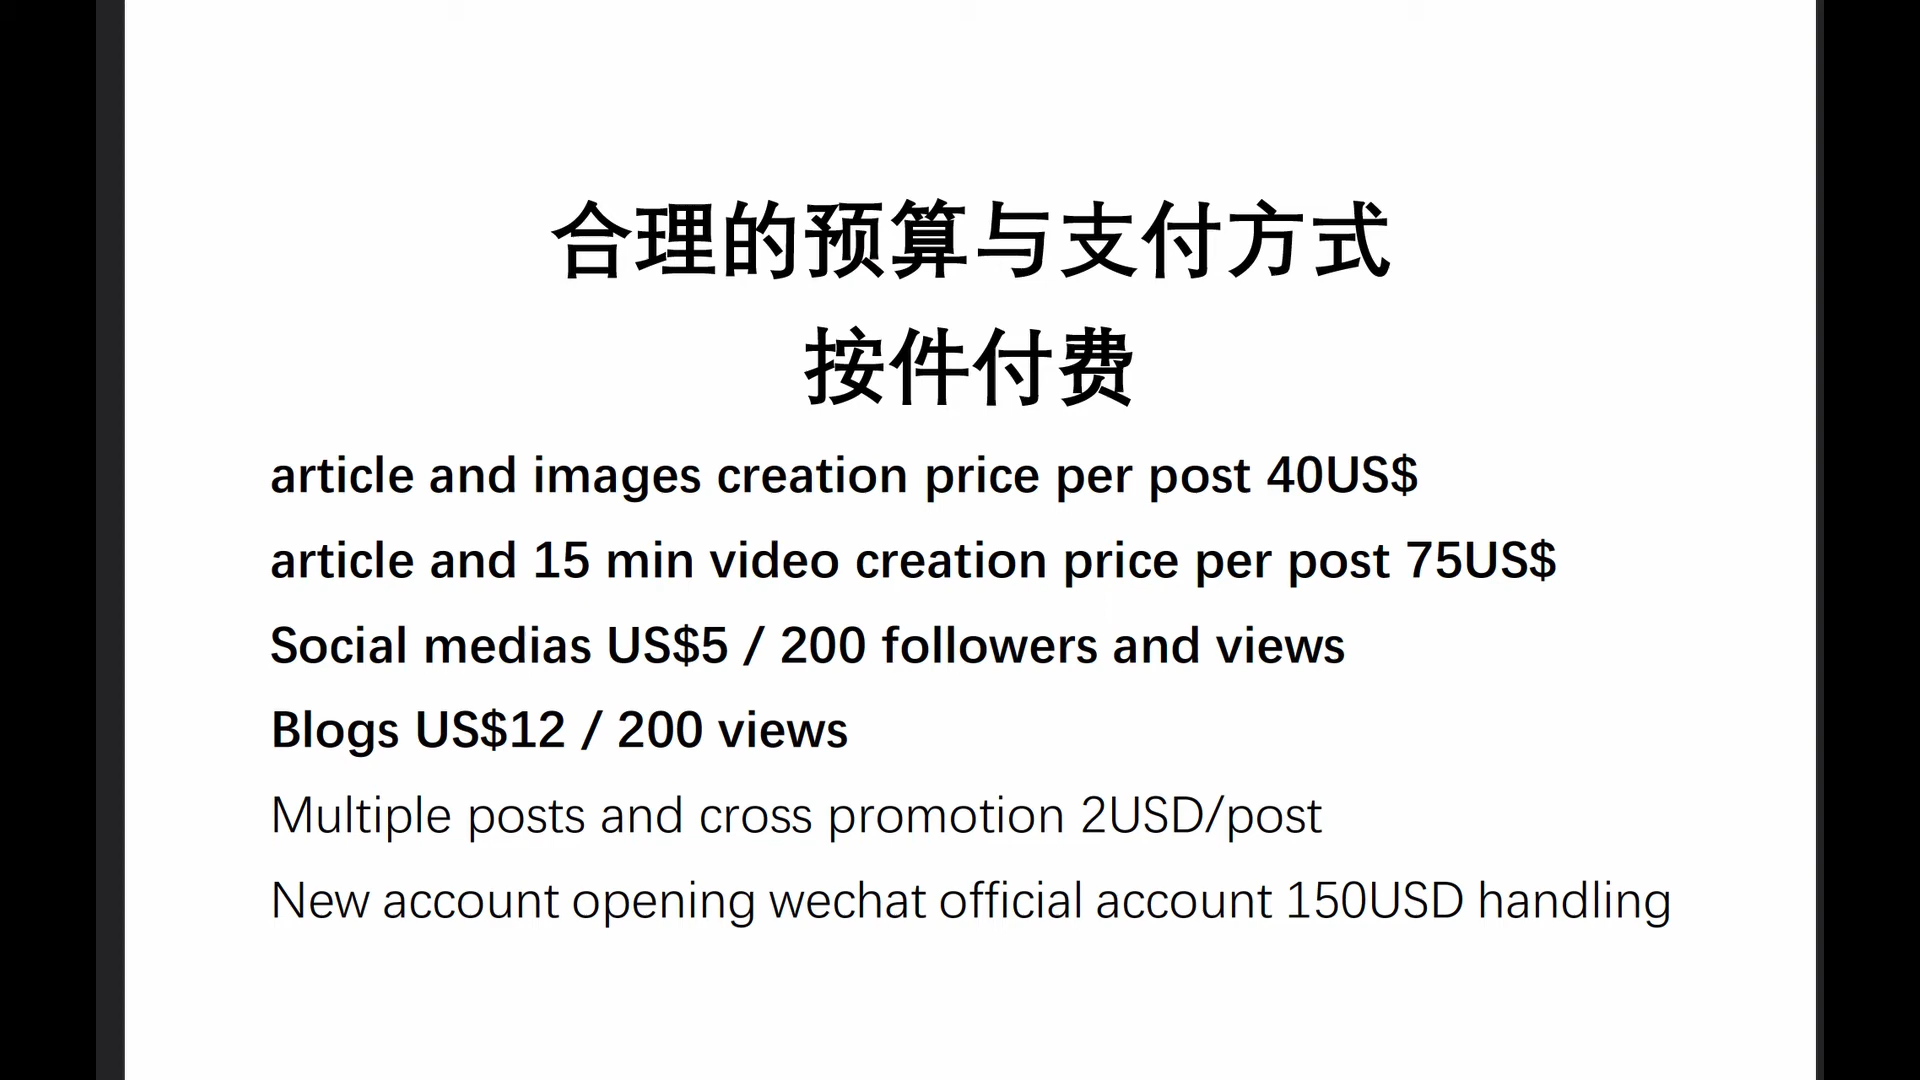 合理的预算与支付方式
按件付费
article and images creation price per post 40US$
article and 15 min video creation price per post 75US$
Social medias US$5 / 200 followers and views
Blogs US$12 / 200 views
Multiple posts and cross promotion 2USD/post
New account opening wechat official account 150USD handling